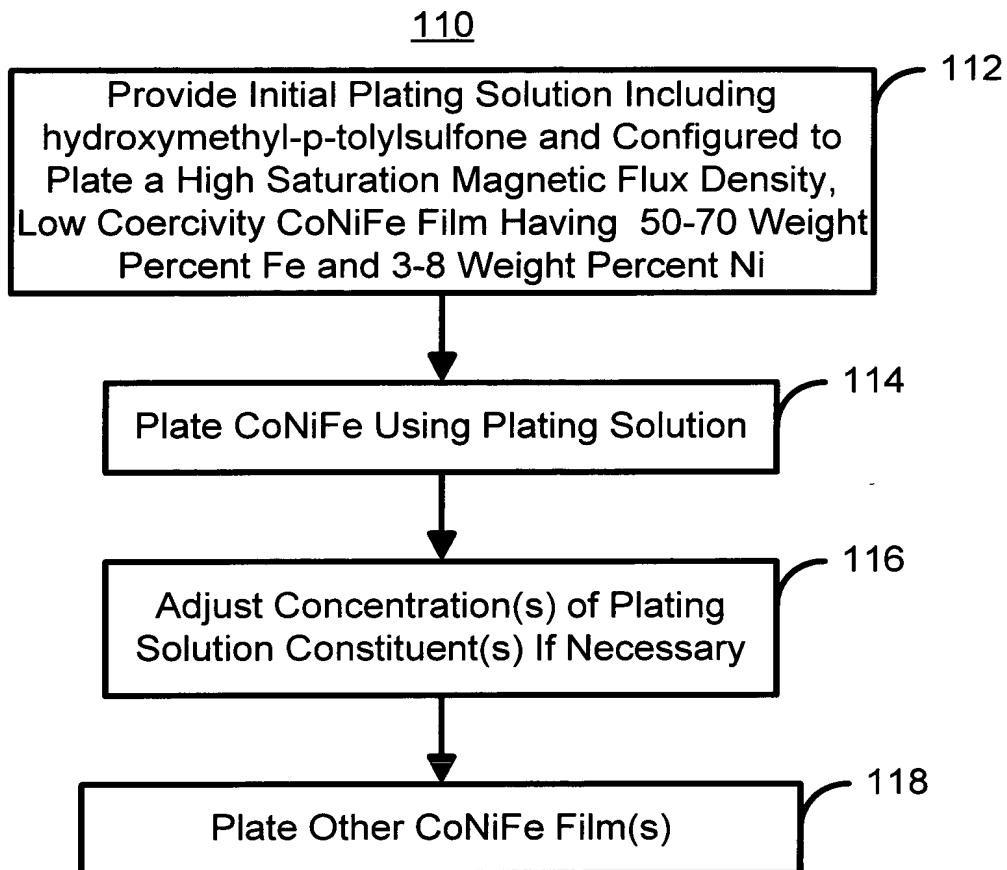 110
112
Provide Initial Plating Solution Including
hydroxymethyl-p-tolylsulfone and Configured to
Plate a High Saturation Magnetic Flux Density,
Low Coercivity CoNiFe Film Having 50-70 Weight
Percent Fe and 3-8 Weight Percent Ni
114
Plate CoNiFe Using Plating Solution
116
Adjust Concentration(s) of Plating
Solution Constituent(s) If Necessary
118
Plate Other CoNiFe Film(s)